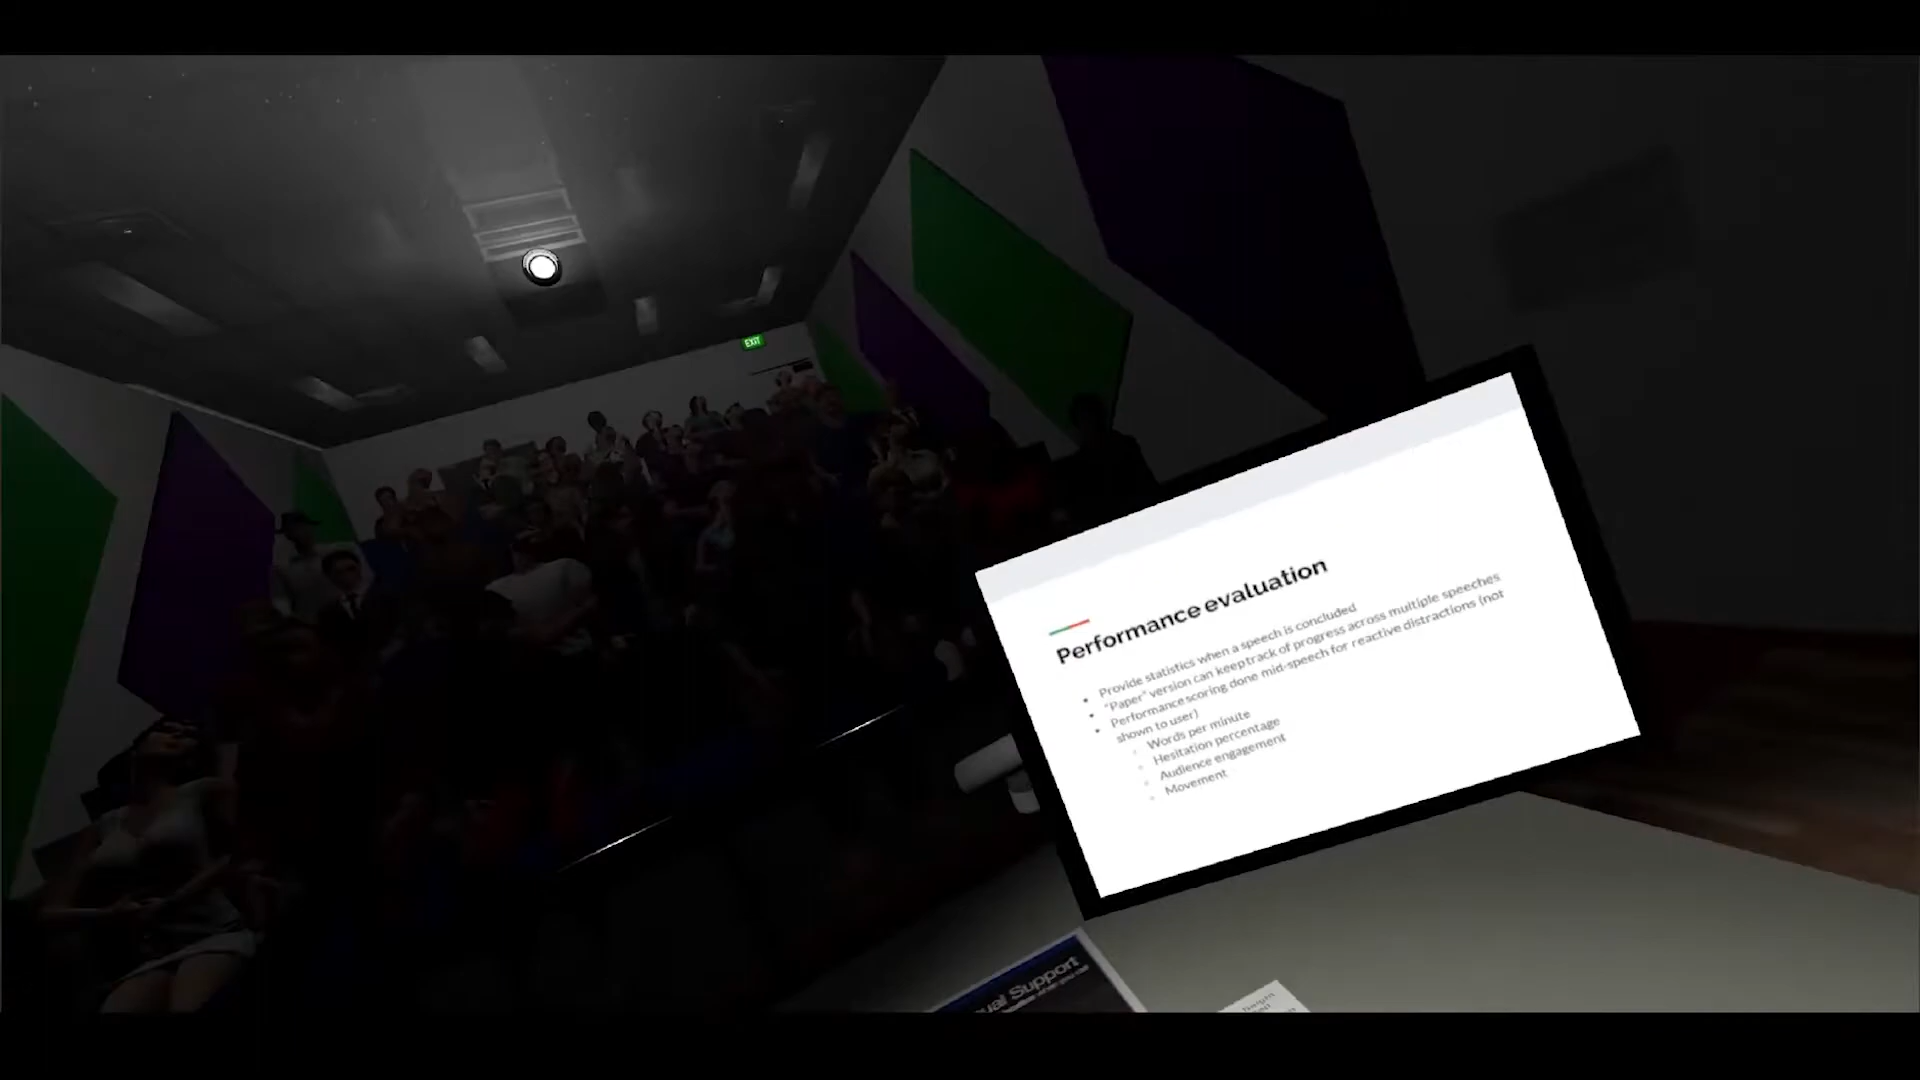 EXIT
Performance evaluation
Provide statistics when a speech is concluded
"Paper" version can keep track of progress across multiple speeches
Performance scoring done mid-speech for reactive distractions (not
shown to user)
Words per minute
Hesitation percentage
Audience engagement
Movement
ual Support